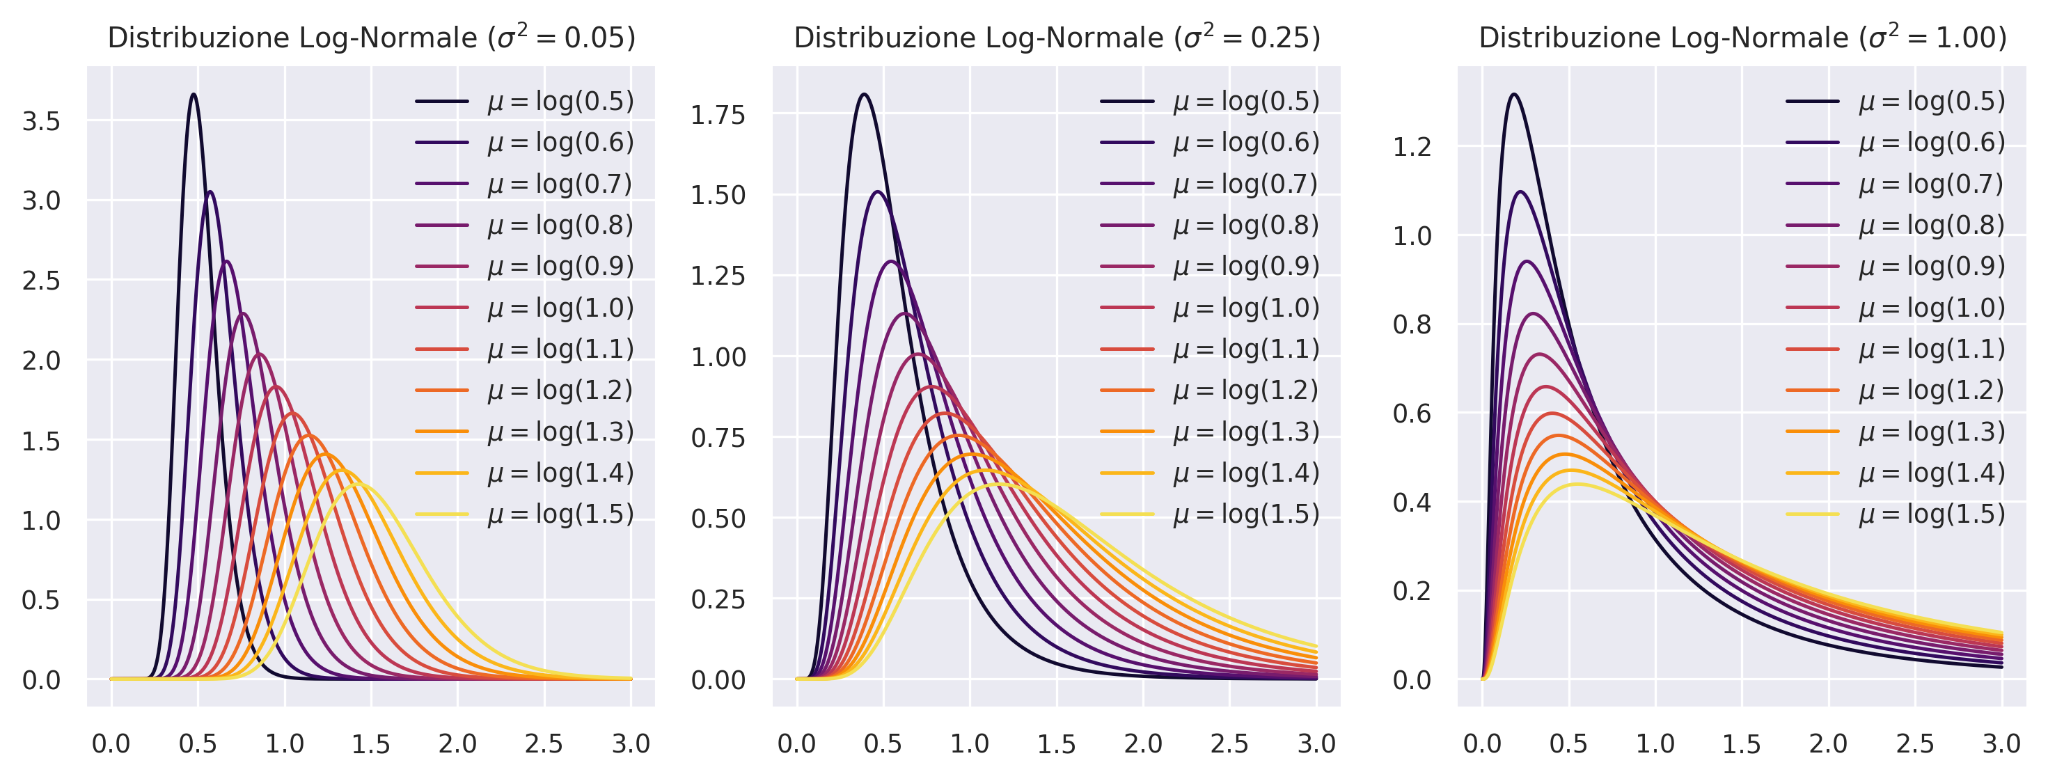 Distribuzione Log-Normale (σ² = 0.05)
3.5
3.0
2.5
2.0
1.5
1.0
0.5
0.0
0.0 0.5 1.0 1.5 2.0 2.5 3.0
μ = log(0.5)
μ = log(0.6)
μ = log(0.7)
μ = log(0.8)
μ = log(0.9)
μ = log(1.0)
μ = log(1.1)
μ = log(1.2)
μ = log(1.3)
μ = log(1.4)
μ = log(1.5)
Distribuzione Log-Normale (σ² = 0.25)
1.75
1.50
1.25
1.00
0.75
0.50
0.25
0.00
0.0 0.5 1.0 1.5 2.0 2.5 3.0
μ = log(0.5)
μ = log(0.6)
μ = log(0.7)
μ = log(0.8)
μ = log(0.9)
μ = log(1.0)
μ = log(1.1)
μ = log(1.2)
μ = log(1.3)
μ = log(1.4)
μ = log(1.5)
Distribuzione Log-Normale (σ² = 1.00)
1.2
1.0
0.8
0.6
0.4
0.2
0.0
0.0 0.5 1.0 1.5 2.0 2.5 3.0
μ = log(0.5)
μ = log(0.6)
μ = log(0.7)
μ = log(0.8)
μ = log(0.9)
μ = log(1.0)
μ = log(1.1)
μ = log(1.2)
μ = log(1.3)
μ = log(1.4)
μ = log(1.5)